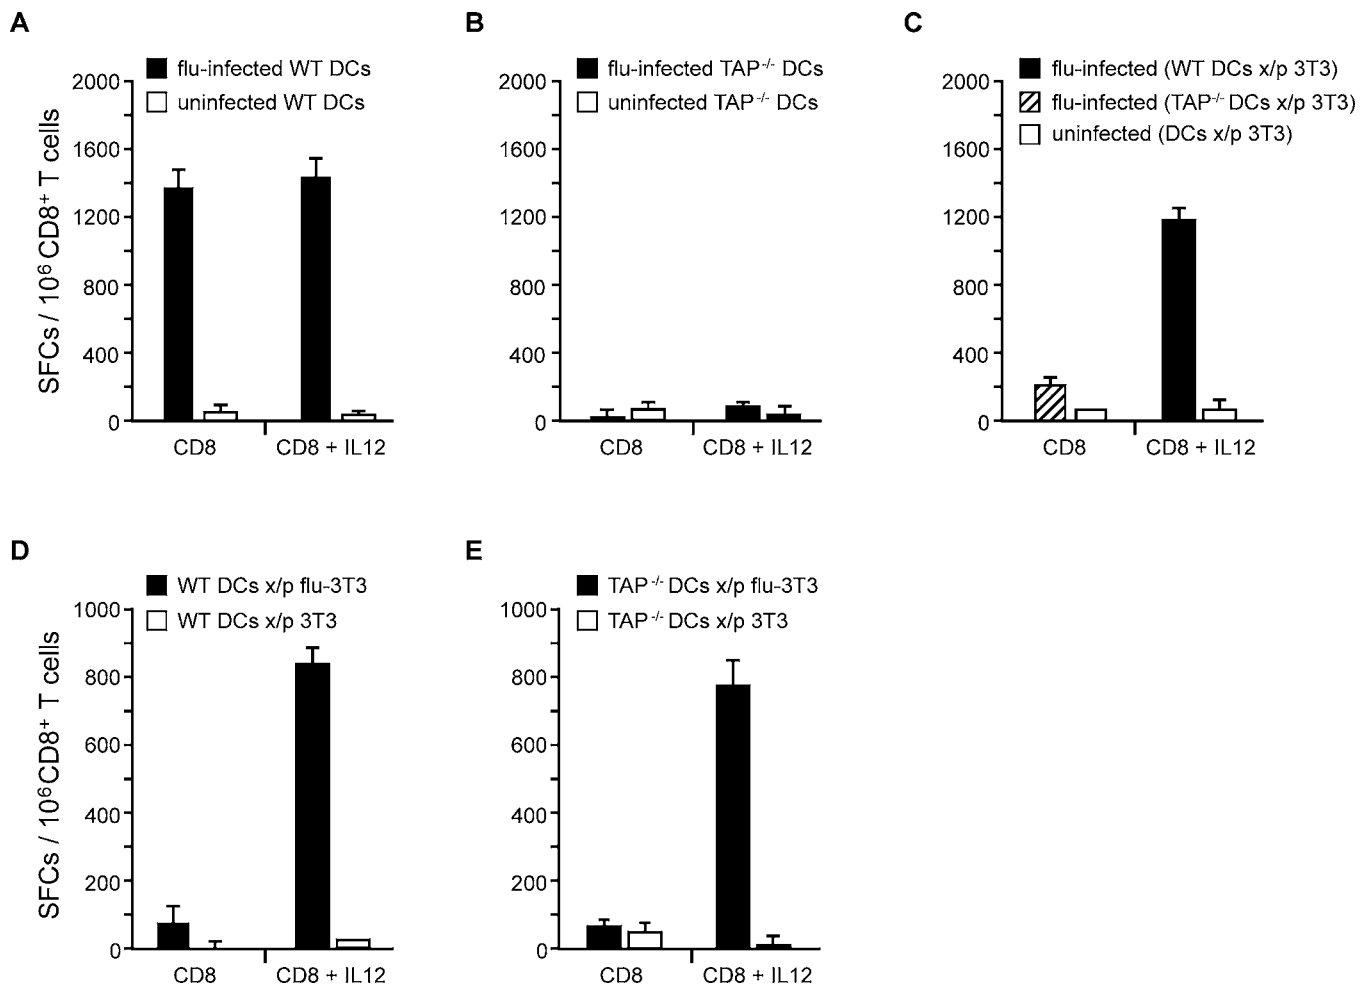 A
flu-infected WT DCs
uninfected WT DCs
SFCs / 10⁶ CD8⁺ T cells
2000
1600
1200
800
400
0
CD8
CD8 + IL12
B
flu-infected TAP⁻/⁻ DCs
uninfected TAP⁻/⁻ DCs
2000
1600
1200
800
400
0
CD8
CD8 + IL12
C
flu-infected (WT DCs x/p 3T3)
flu-infected (TAP⁻/⁻ DCs x/p 3T3)
uninfected (DCs x/p 3T3)
2000
1600
1200
800
400
0
CD8
CD8 + IL12
D
WT DCs x/p flu-3T3
WT DCs x/p 3T3
SFCs / 10⁶CD8⁺ T cells
1000
800
600
400
200
0
CD8
CD8 + IL12
E
TAP⁻/⁻ DCs x/p flu-3T3
TAP⁻/⁻ DCs x/p 3T3
1000
800
600
400
200
0
CD8
CD8 + IL12